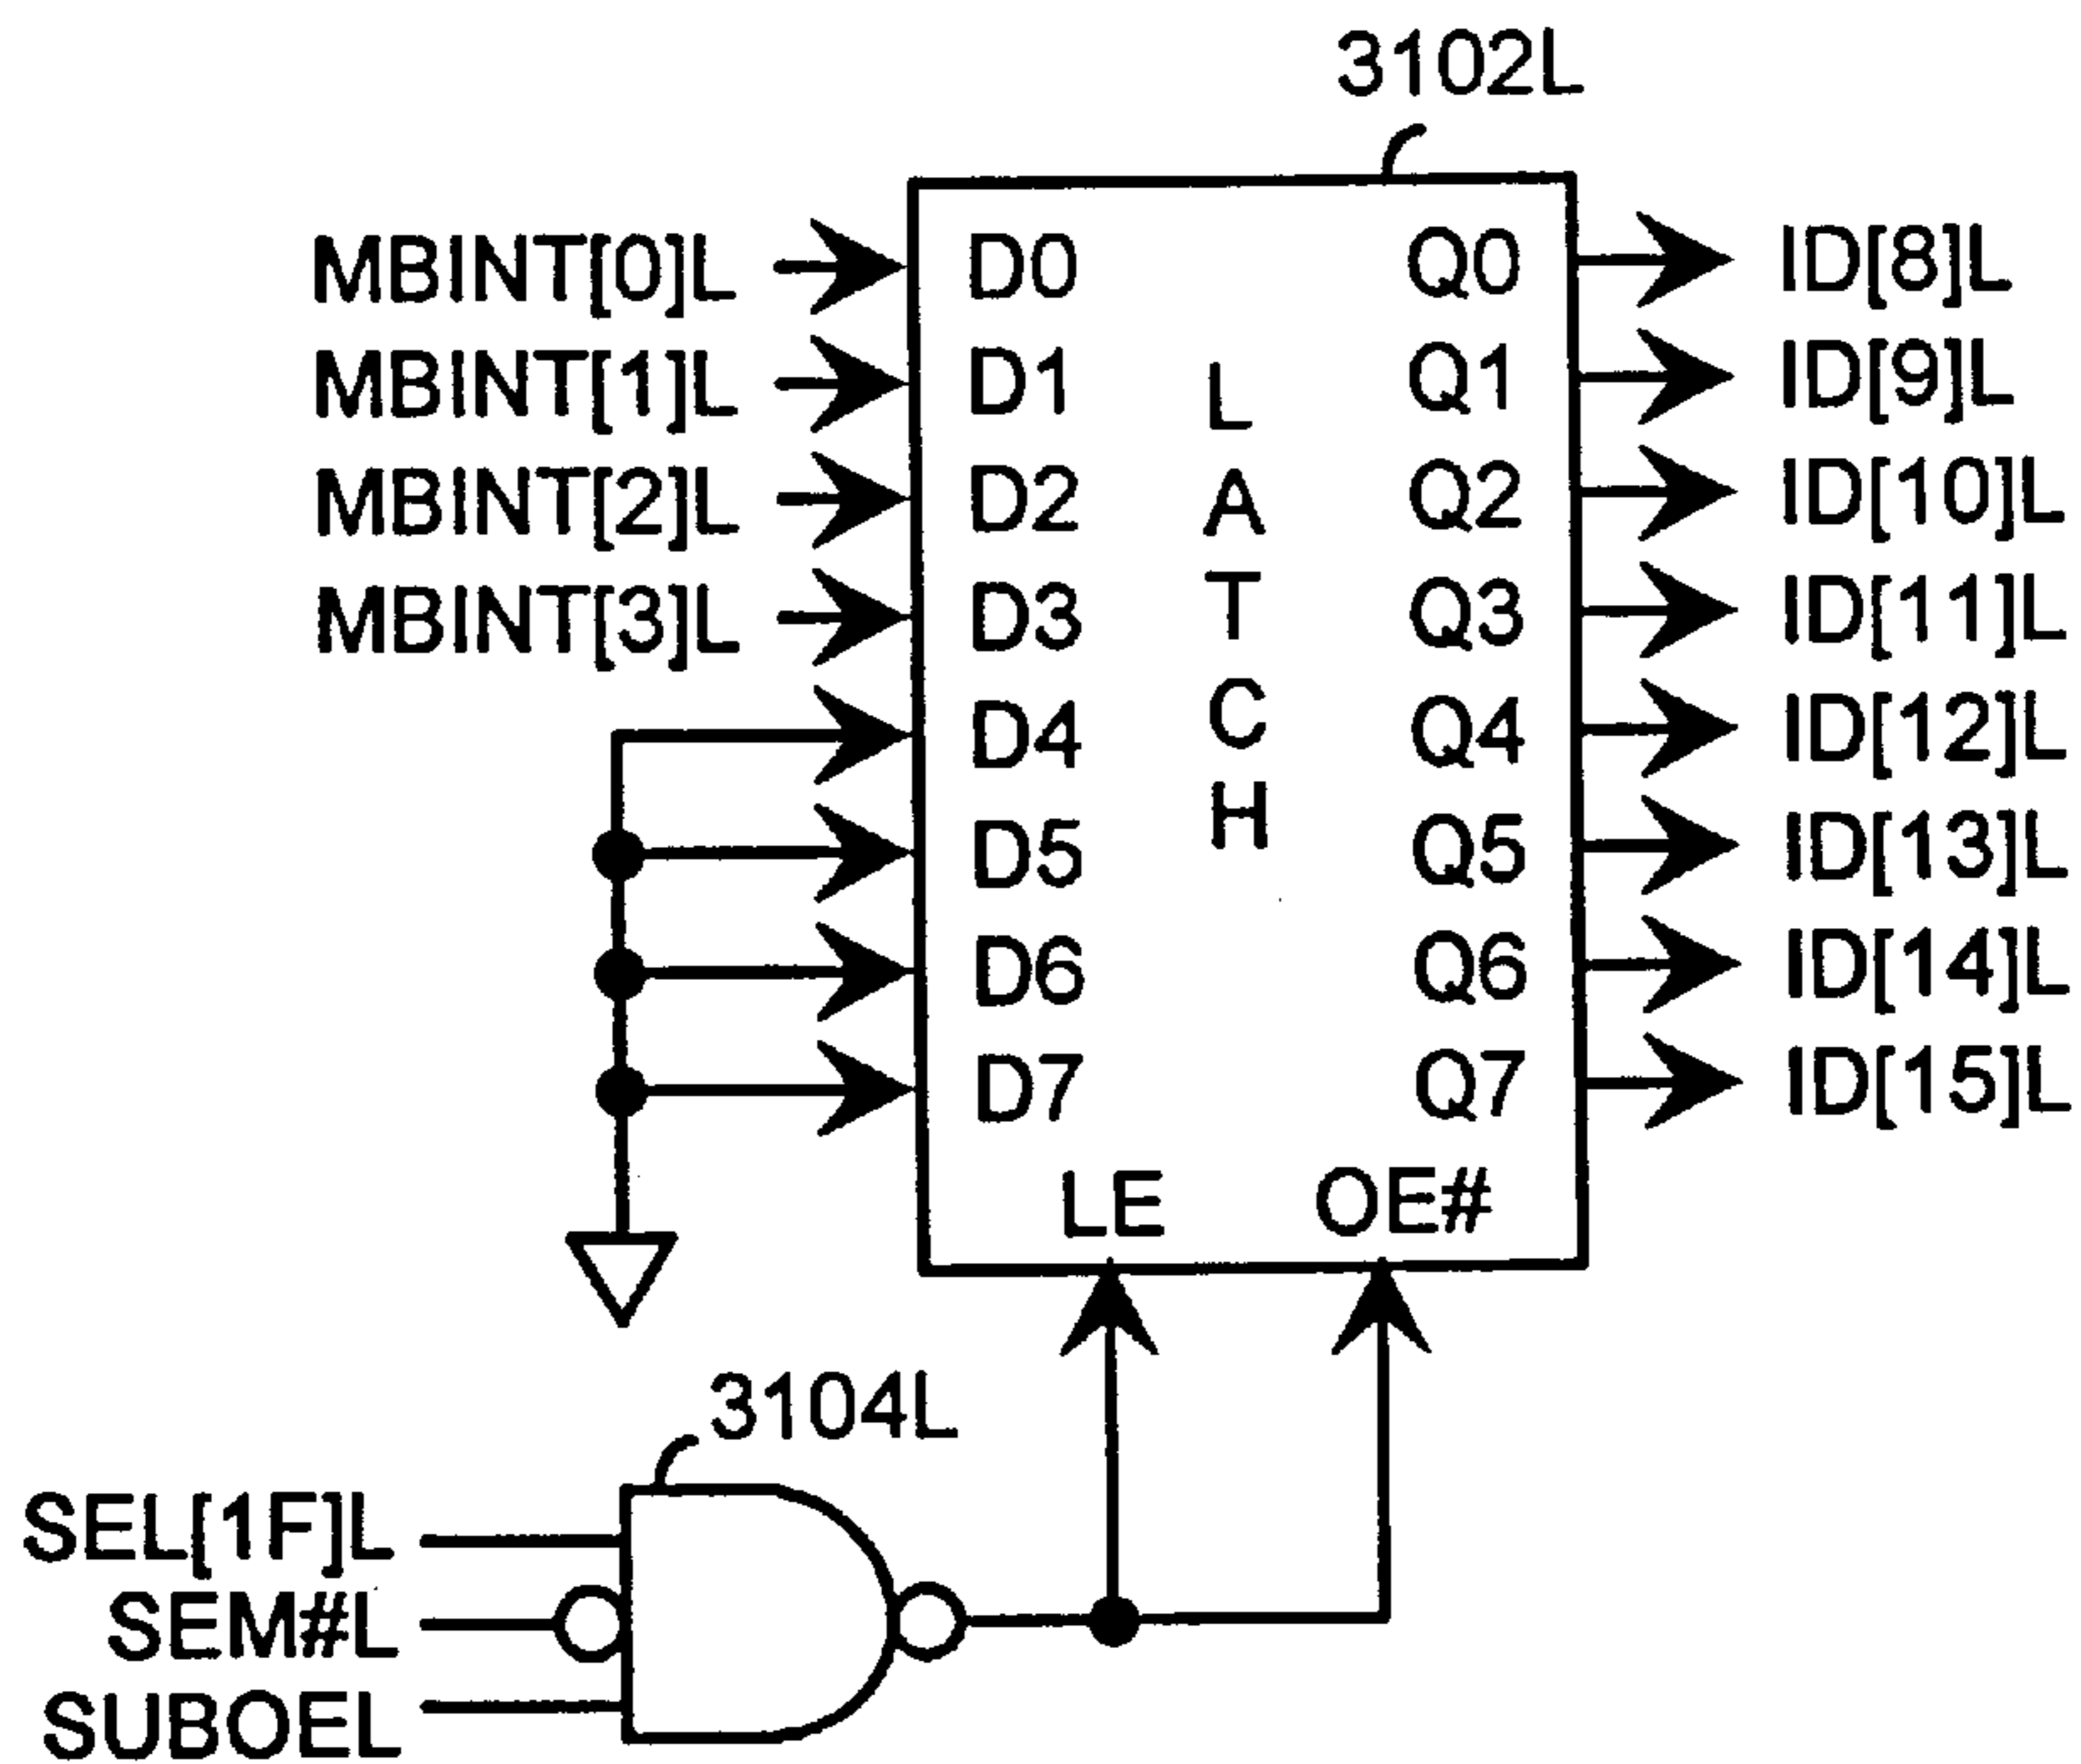 3102L
MBINT[0]L D0 Q0 ID[8]L
MBINT[1]L D1 Q1 ID[9]L
MBINT[2]L D2 Q2 ID[10]L
MBINT[3]L D3 Q3 ID[11]L
D4 Q4 ID[12]L
D5 Q5 ID[13]L
D6 Q6 ID[14]L
D7 Q7 ID[15]L
LATCH
LE OE#
3104L
SEL[1F]L
SEM#L
SUBOEL